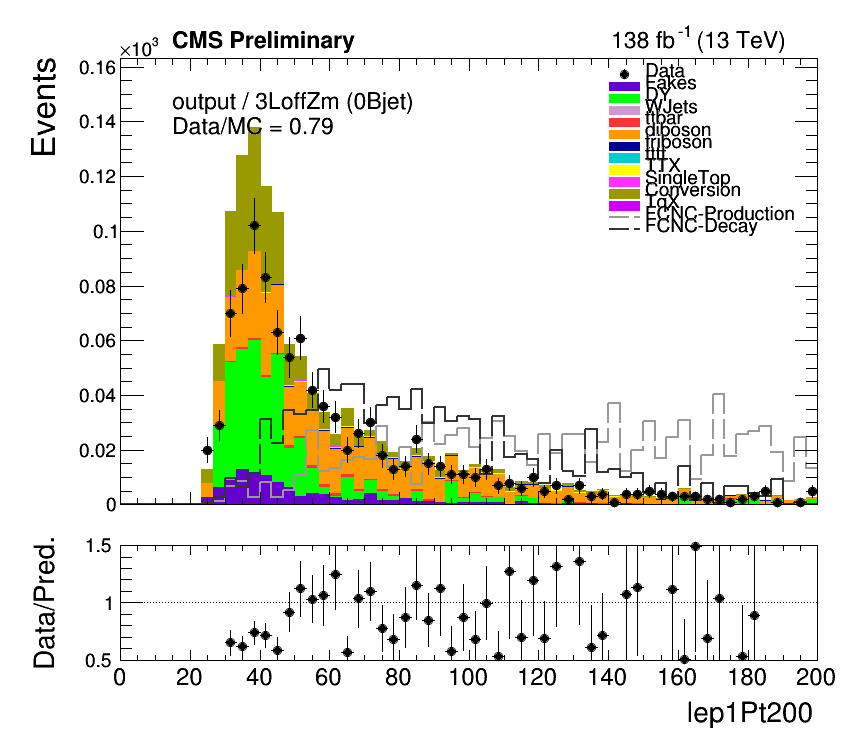 ×10³ CMS Preliminary 138 fb⁻¹ (13 TeV)
Events
output / 3LoffZm (0Bjet)
Data/MC = 0.79
Data
Fakes
DY
WJets
ttbar
diboson
triboson
tttt
TTX
SingleTop
Conversion
TqX
FCNC-Production
FCNC-Decay
0.16
0.14
0.12
0.1
0.08
0.06
0.04
0.02
0
Data/Pred.
1.5
1
0.5
0 20 40 60 80 100 120 140 160 180 200
lep1Pt200